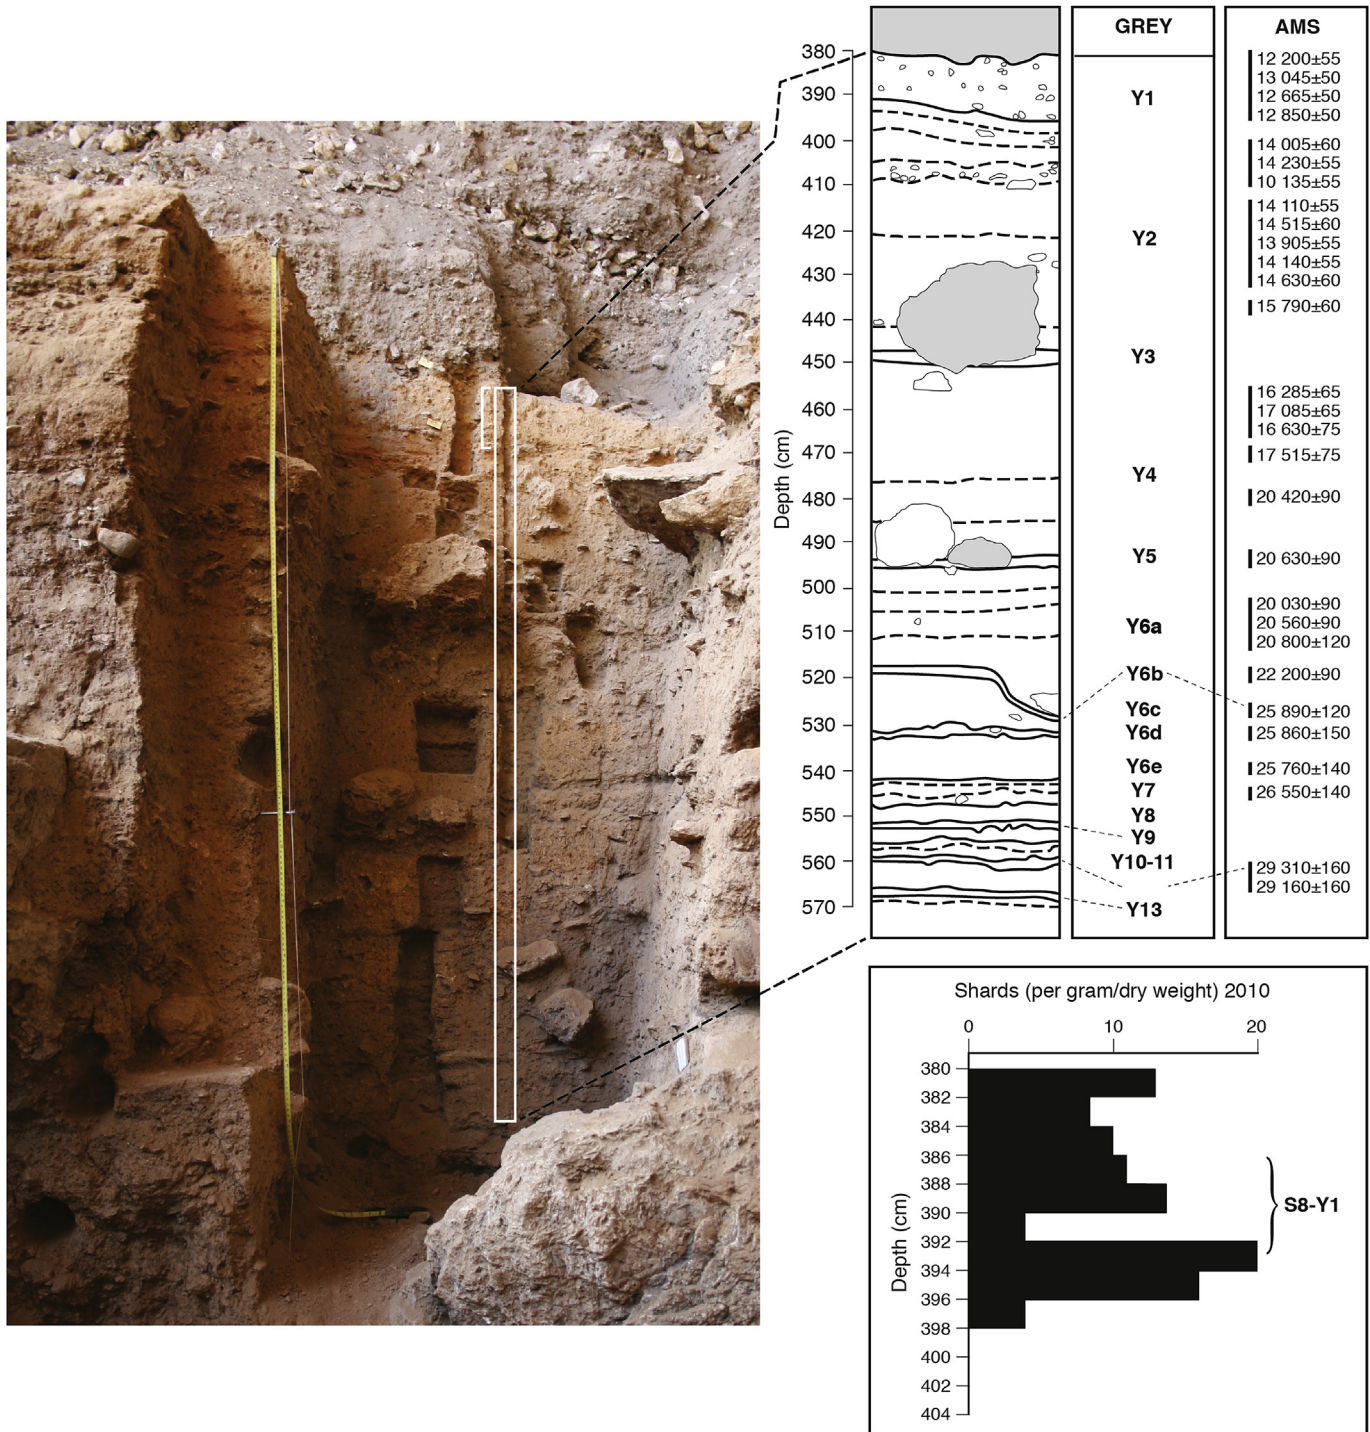 GREY
AMS
Depth (cm)
380
390
400
410
420
430
440
450
460
470
480
490
500
510
520
530
540
550
560
570
Y1
Y2
Y3
Y4
Y5
Y6a
Y6b
Y6c
Y6d
Y6e
Y7
Y8
Y9
Y10-11
Y13
12 200±55
13 045±50
12 665±50
12 850±50
14 005±60
14 230±55
10 135±55
14 110±55
14 515±60
13 905±55
14 140±55
14 630±60
15 790±60
16 285±65
17 085±65
16 630±75
17 515±75
20 420±90
20 630±90
20 030±90
20 560±90
20 800±120
22 200±90
25 890±120
25 860±150
25 760±140
26 550±140
29 310±160
29 160±160
Shards (per gram/dry weight) 2010
0 10 20
Depth (cm)
380
382
384
386
388
390
392
394
396
398
400
402
404
S8-Y1